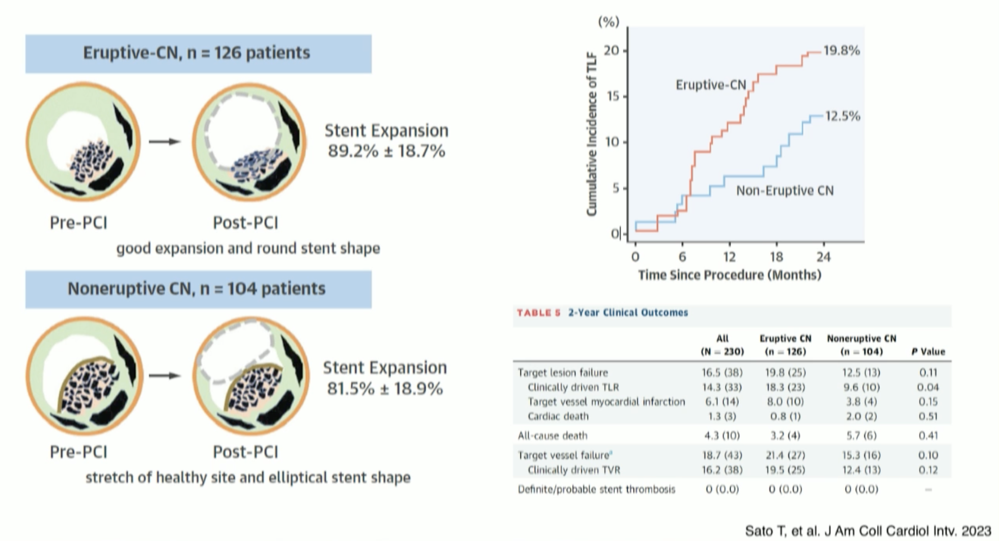 Eruptive-CN, n = 126 patients
Stent Expansion
89.2% ± 18.7%
Pre-PCI
Post-PCI
good expansion and round stent shape
Noneruptive CN, n = 104 patients
Stent Expansion
81.5% ± 18.9%
Pre-PCI
Post-PCI
stretch of healthy site and elliptical stent shape
(%)
Cumulative Incidence of TLF
20
15
10
5
0
19.8%
Eruptive-CN
12.5%
Non-Eruptive CN
0 6 12 18 24
Time Since Procedure (Months)
TABLE 5 2-Year Clinical Outcomes
All Eruptive CN Noneruptive CN
(N = 230) (n = 126) (n = 104) P Value
Target lesion failure 16.5 (38) 19.8 (25) 12.5 (13) 0.11
Clinically driven TLR 14.3 (33) 18.3 (23) 9.6 (10) 0.04
Target vessel myocardial infarction 6.1 (14) 8.0 (10) 3.8 (4) 0.15
Cardiac death 1.3 (3) 0.8 (1) 2.0 (2) 0.51
All-cause death 4.3 (10) 3.2 (4) 5.7 (6) 0.41
Target vessel failureª 18.7 (43) 21.4 (27) 15.3 (16) 0.10
Clinically driven TVR 16.2 (38) 19.5 (25) 12.4 (13) 0.12
Definite/probable stent thrombosis 0 (0.0) 0 (0.0) 0 (0.0) –
Sato T, et al. J Am Coll Cardiol Intv. 2023